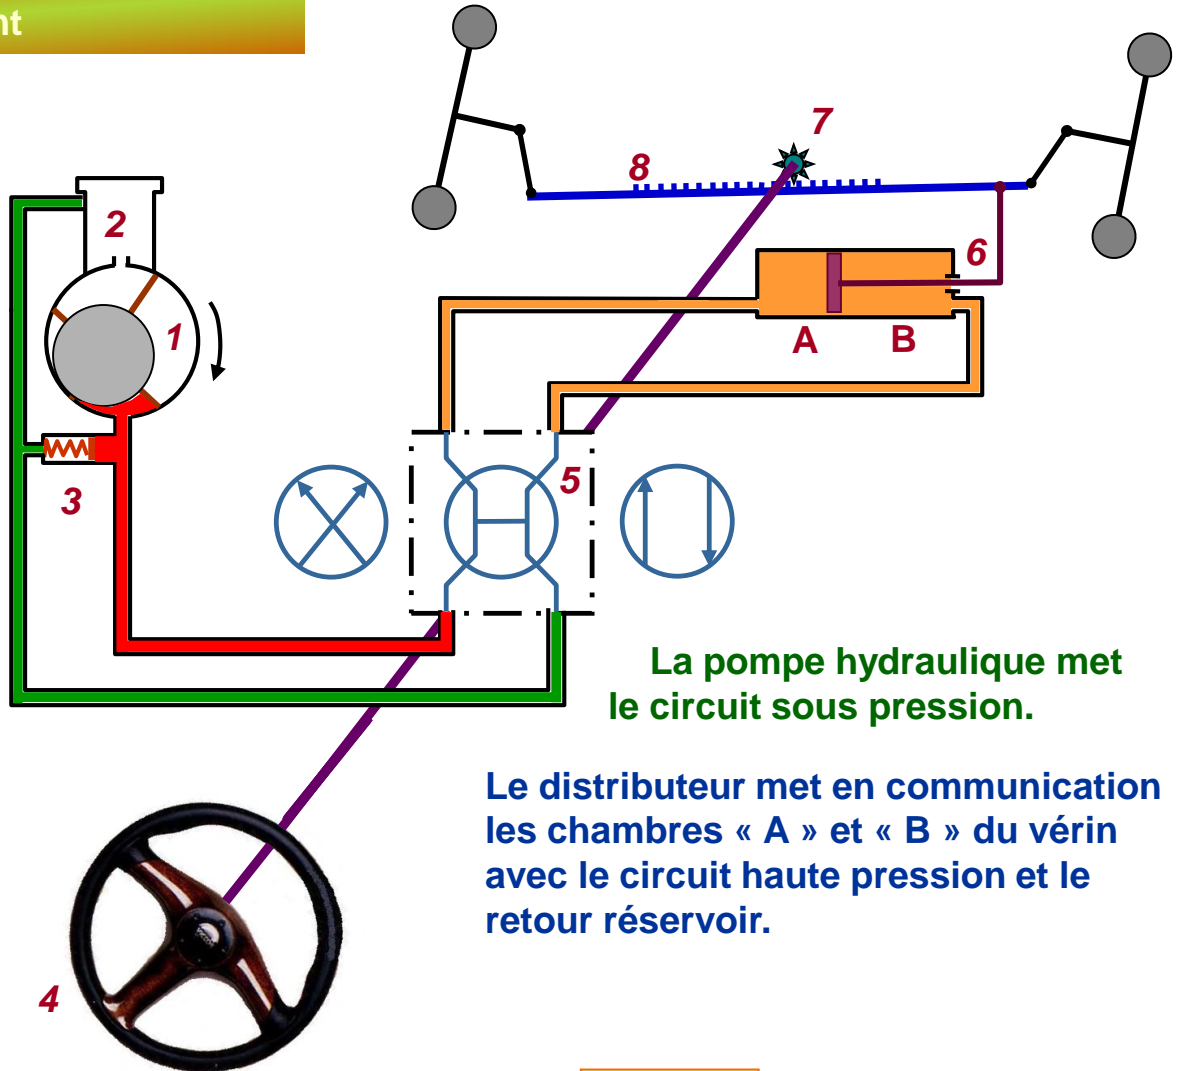 nt
7
8
2
6
1
A B
5
3
La pompe hydraulique met
le circuit sous pression.
Le distributeur met en communication
les chambres « A » et « B » du vérin
avec le circuit haute pression et le
retour réservoir.
4